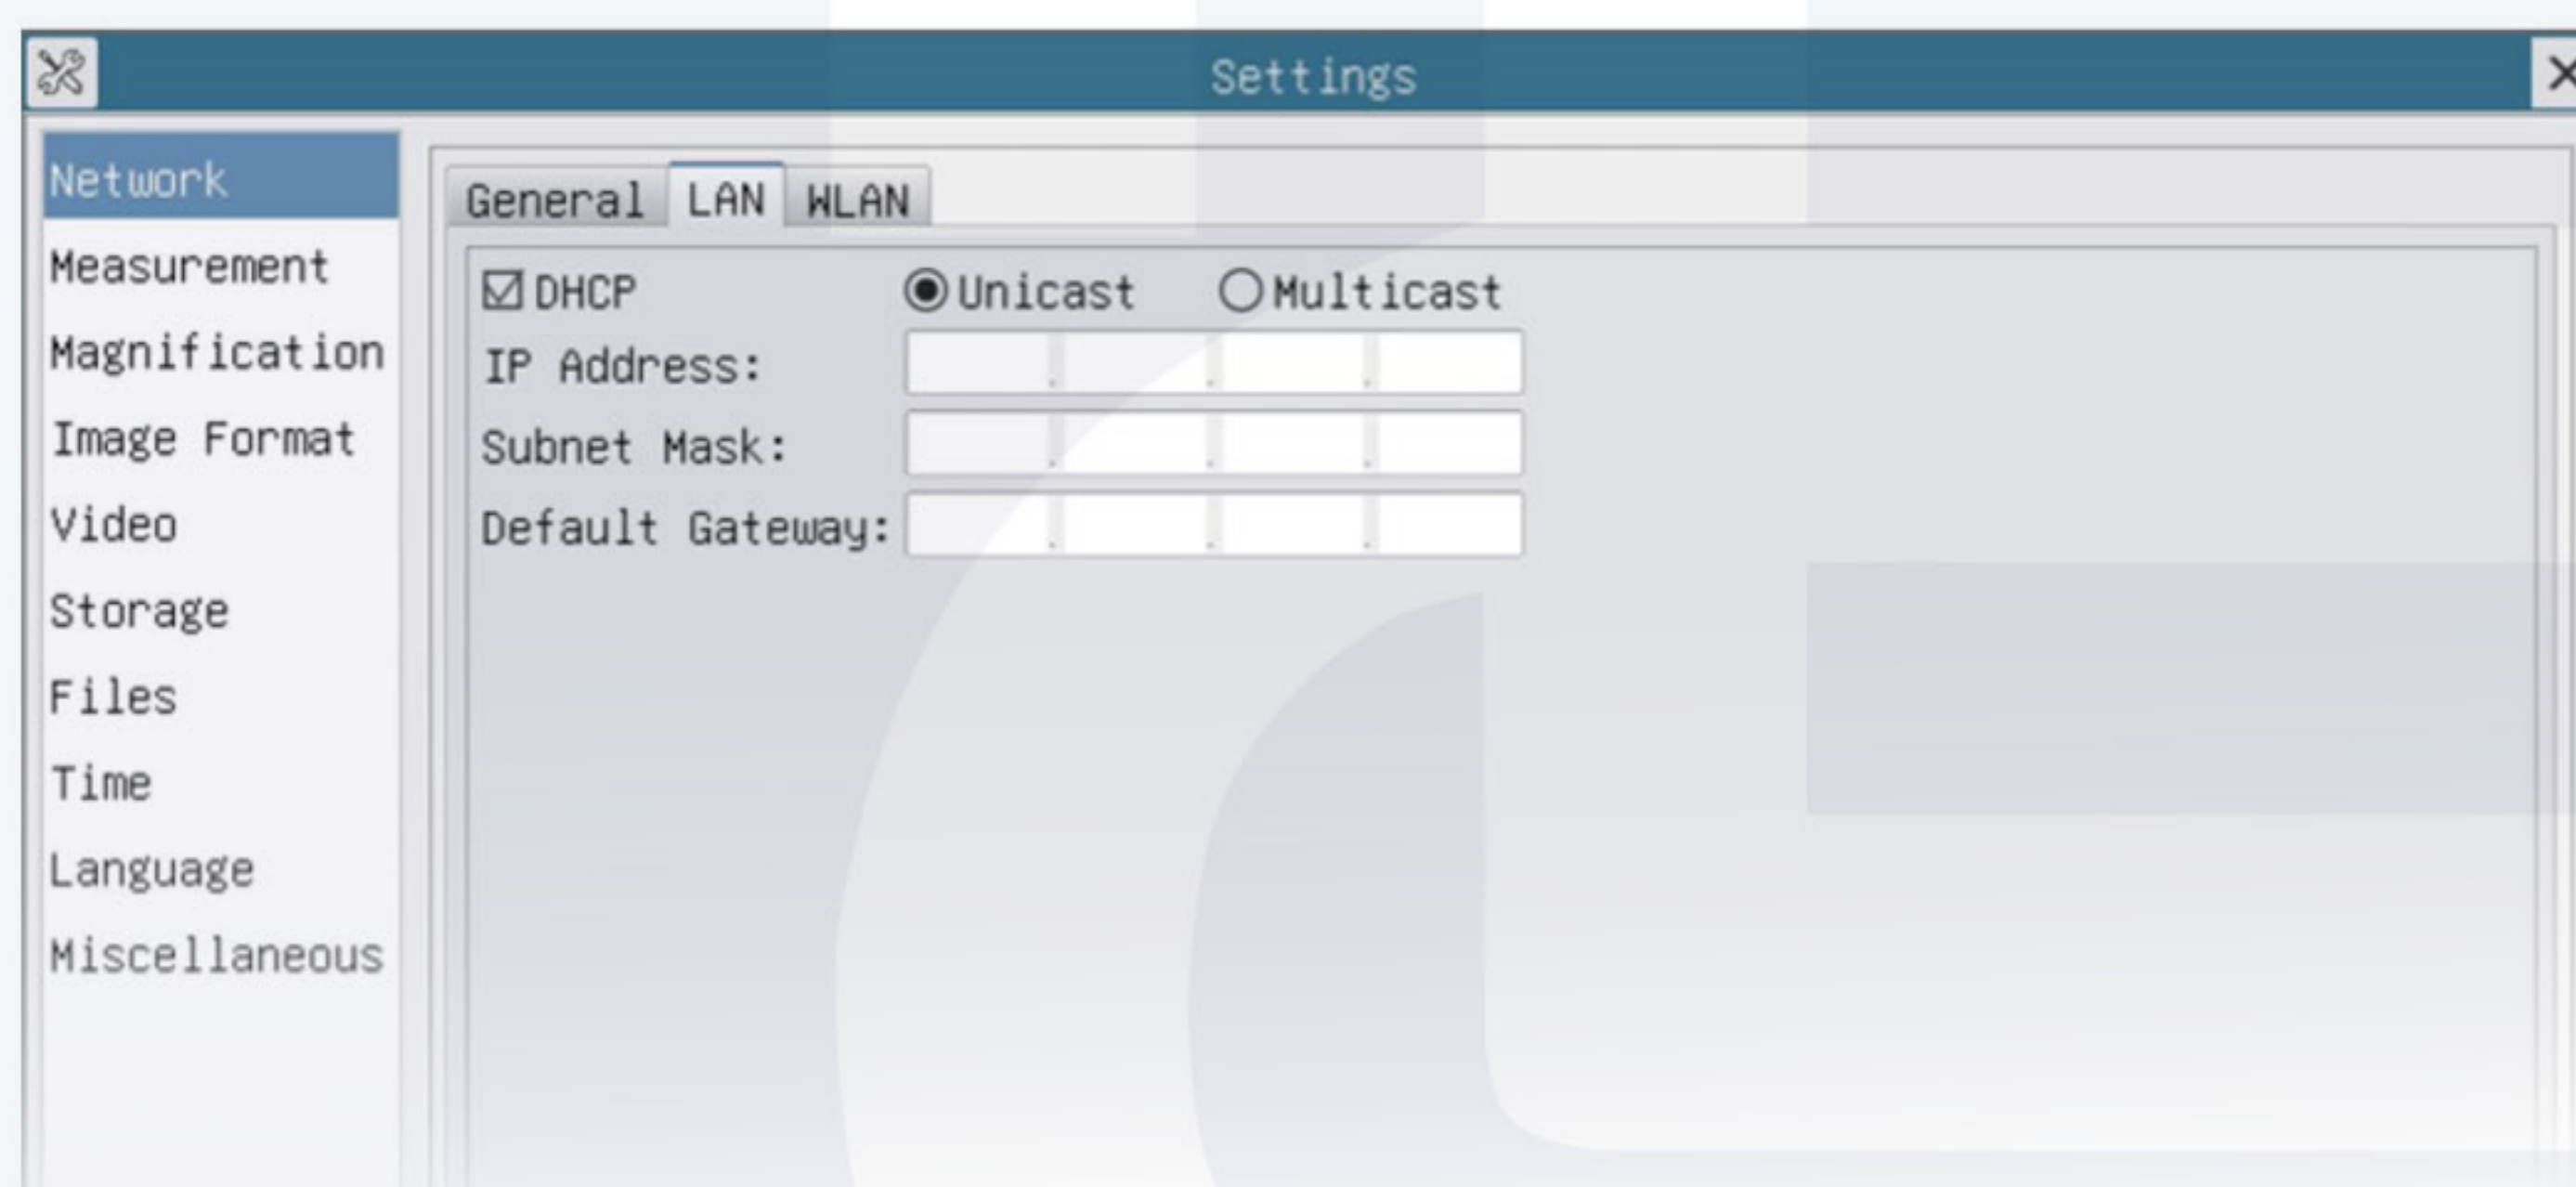 Settings
Network
Measurement
Magnification
Image Format
Video
Storage
Files
Time
Language
Miscellaneous
General LAN WLAN
DHCP Unicast Multicast
IP Address: . . .
Subnet Mask: . . .
Default Gateway: . . .